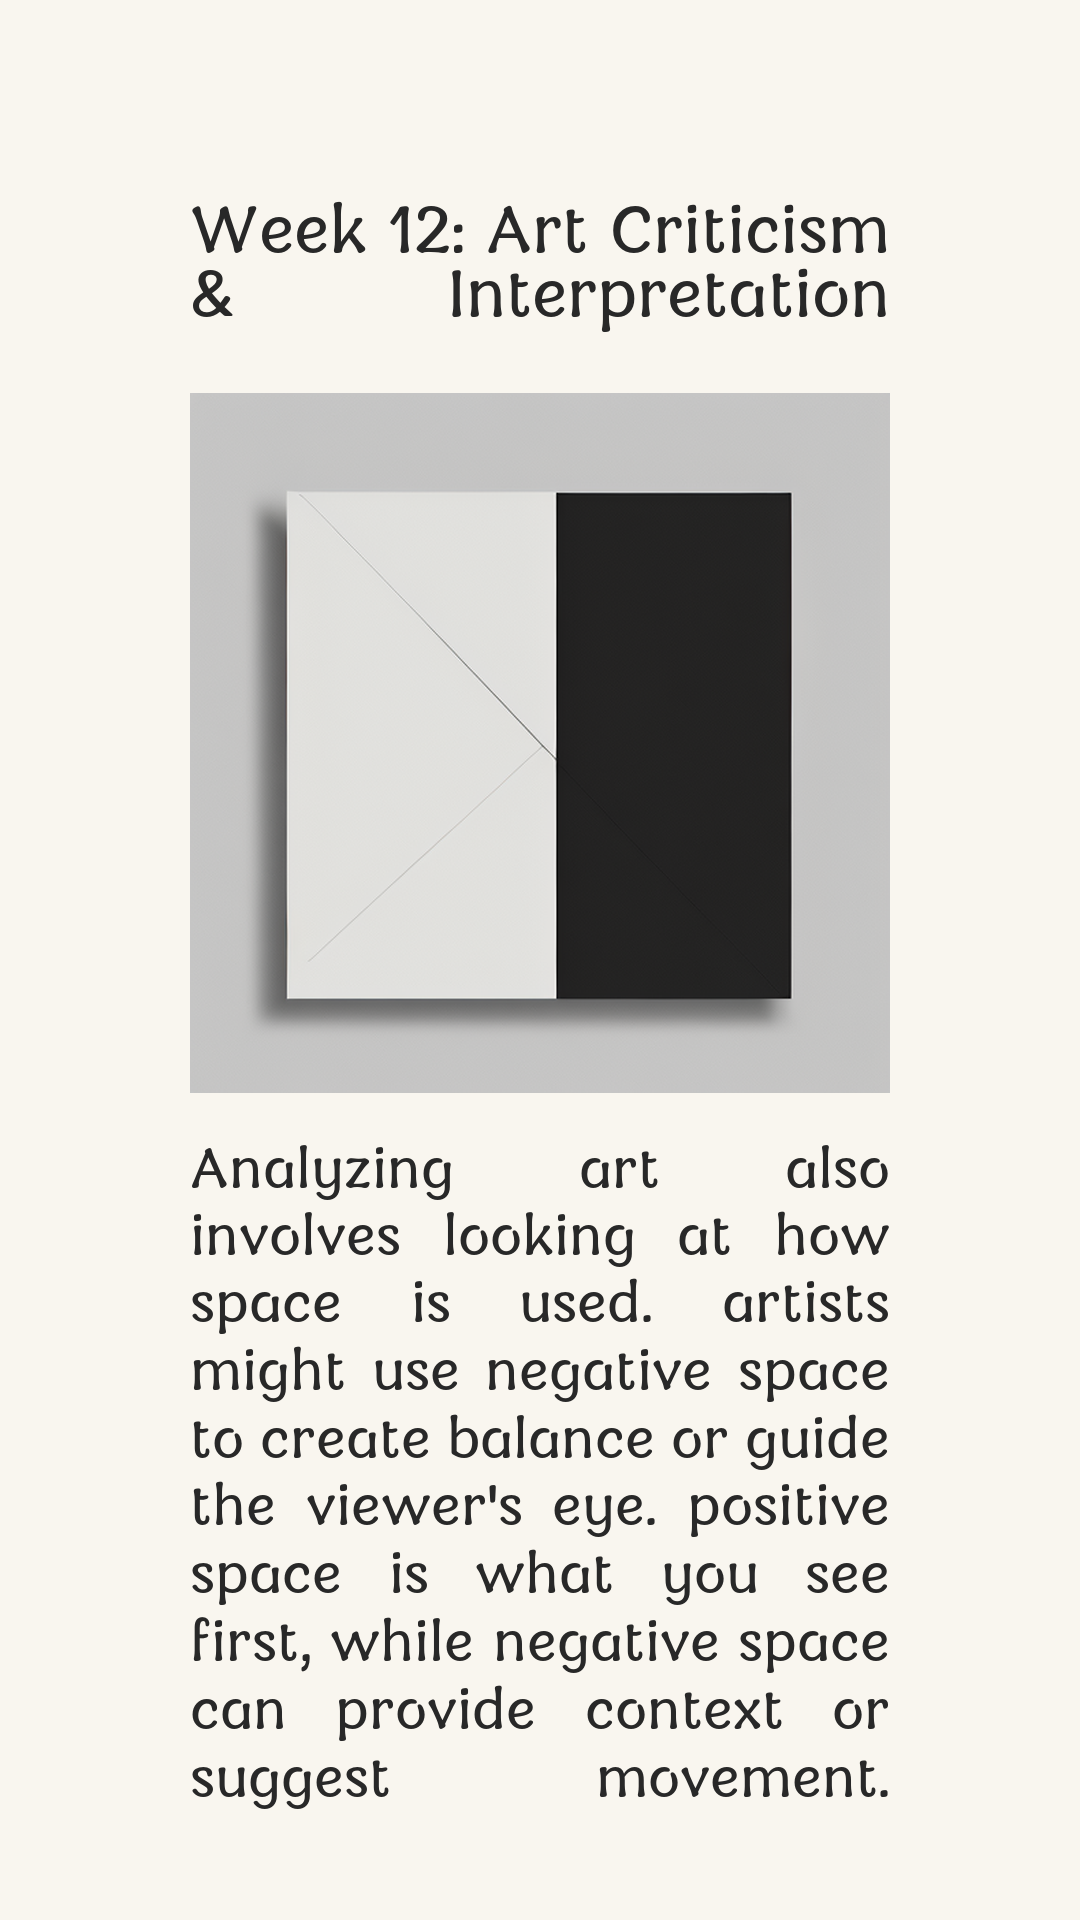 Week 12: Art Criticism
& Interpretation
Analyzing art also
involves looking at how
space is used. artists
might use negative space
to create balance or guide
the viewer's eye. positive
space is what you see
first, while negative space
can provide context or
suggest movement.